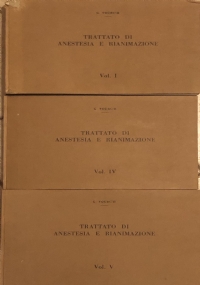 TRATTATO DI
ANESTESIA E RIANIMAZIONE
Vol. I
TRATTATO DI
ANESTESIA E RIANIMAZIONE
Vol. IV
TRATTATO DI
ANESTESIA E RIANIMAZIONE
Vol. V